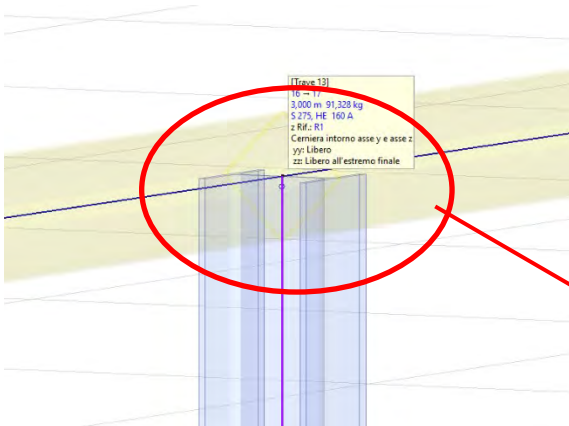 [Trave 13]
16 → 17
3,000 m 91,328 kg
S 275, HE 160 A
z Rif.: R1
Cerniera intorno asse y e asse z
yy: Libero
zz: Libero all'estremo finale